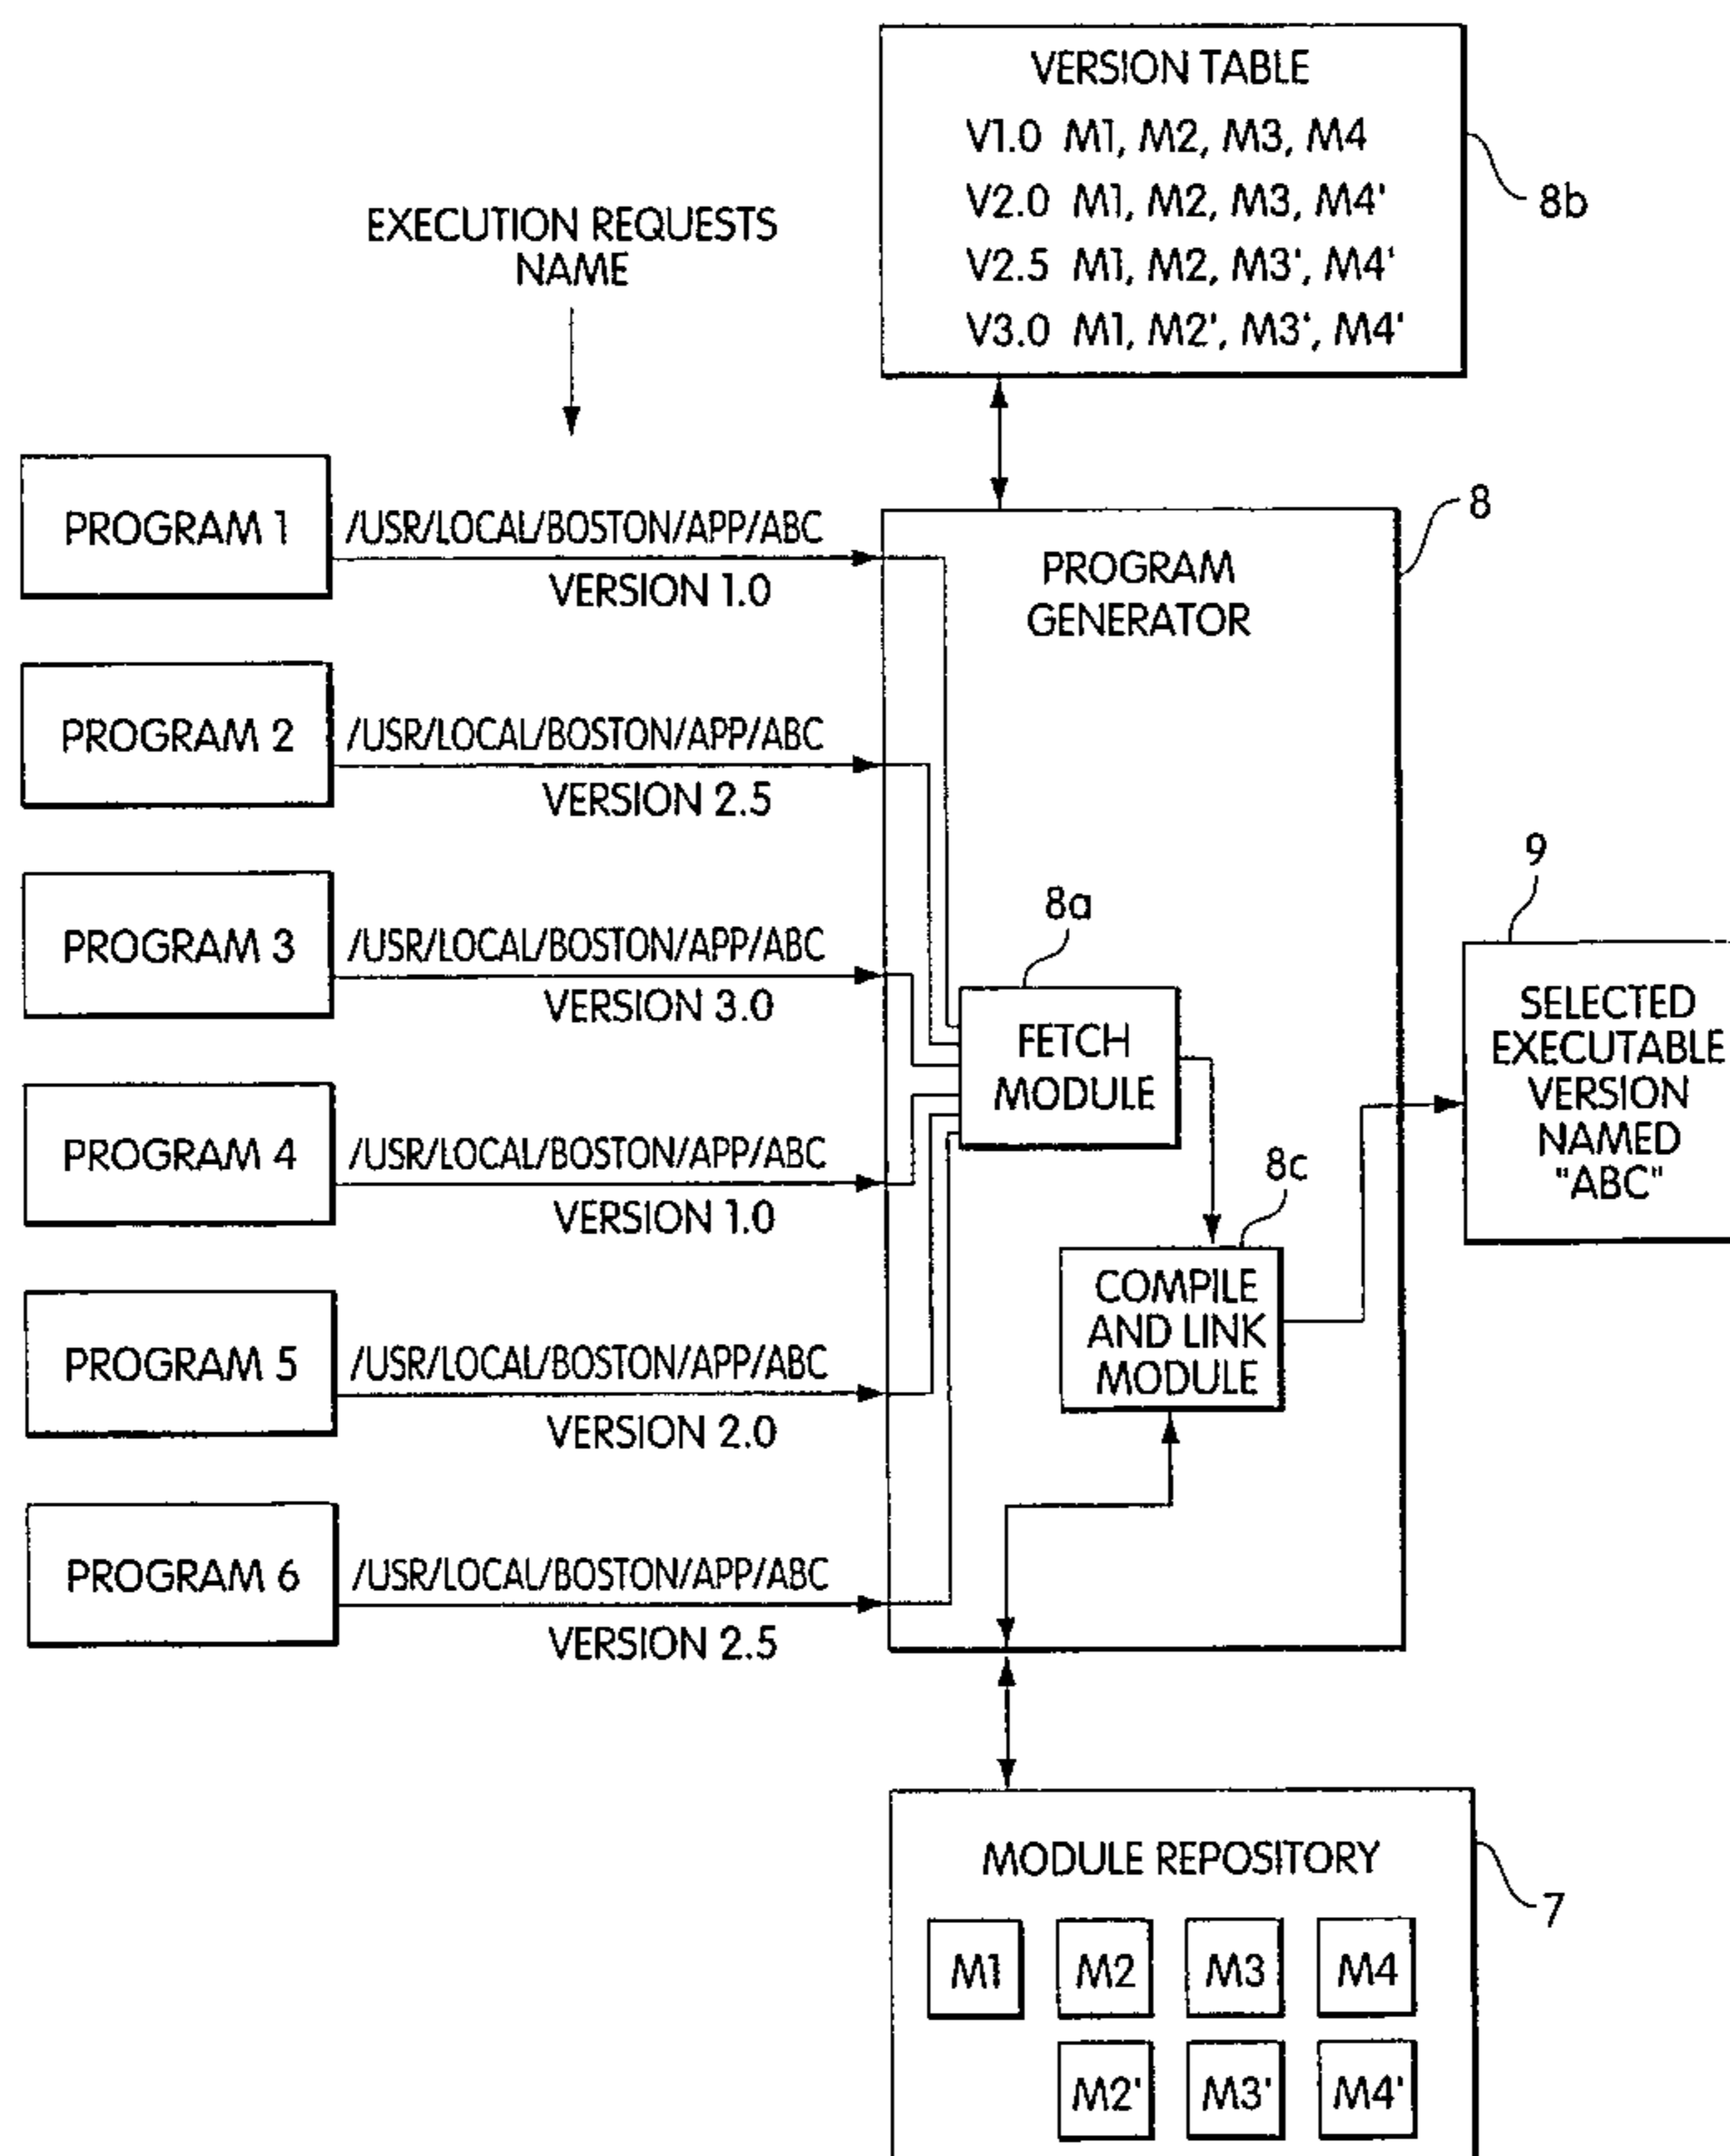 VERSION TABLE
V1.0 M1, M2, M3, M4
V2.0 M1, M2, M3, M4'
V2.5 M1, M2, M3', M4'
V3.0 M1, M2', M3', M4'
8b
EXECUTION REQUESTS
NAME
PROGRAM 1
/USR/LOCAL/BOSTON/APP/ABC
VERSION 1.0
PROGRAM 2
/USR/LOCAL/BOSTON/APP/ABC
VERSION 2.5
PROGRAM 3
/USR/LOCAL/BOSTON/APP/ABC
VERSION 3.0
PROGRAM 4
/USR/LOCAL/BOSTON/APP/ABC
VERSION 1.0
PROGRAM 5
/USR/LOCAL/BOSTON/APP/ABC
VERSION 2.0
PROGRAM 6
/USR/LOCAL/BOSTON/APP/ABC
VERSION 2.5
8
PROGRAM
GENERATOR
8a
FETCH
MODULE
8c
COMPILE
AND LINK
MODULE
9
SELECTED
EXECUTABLE
VERSION
NAMED
"ABC"
MODULE REPOSITORY
7
M1 M2 M3 M4
M2' M3' M4'